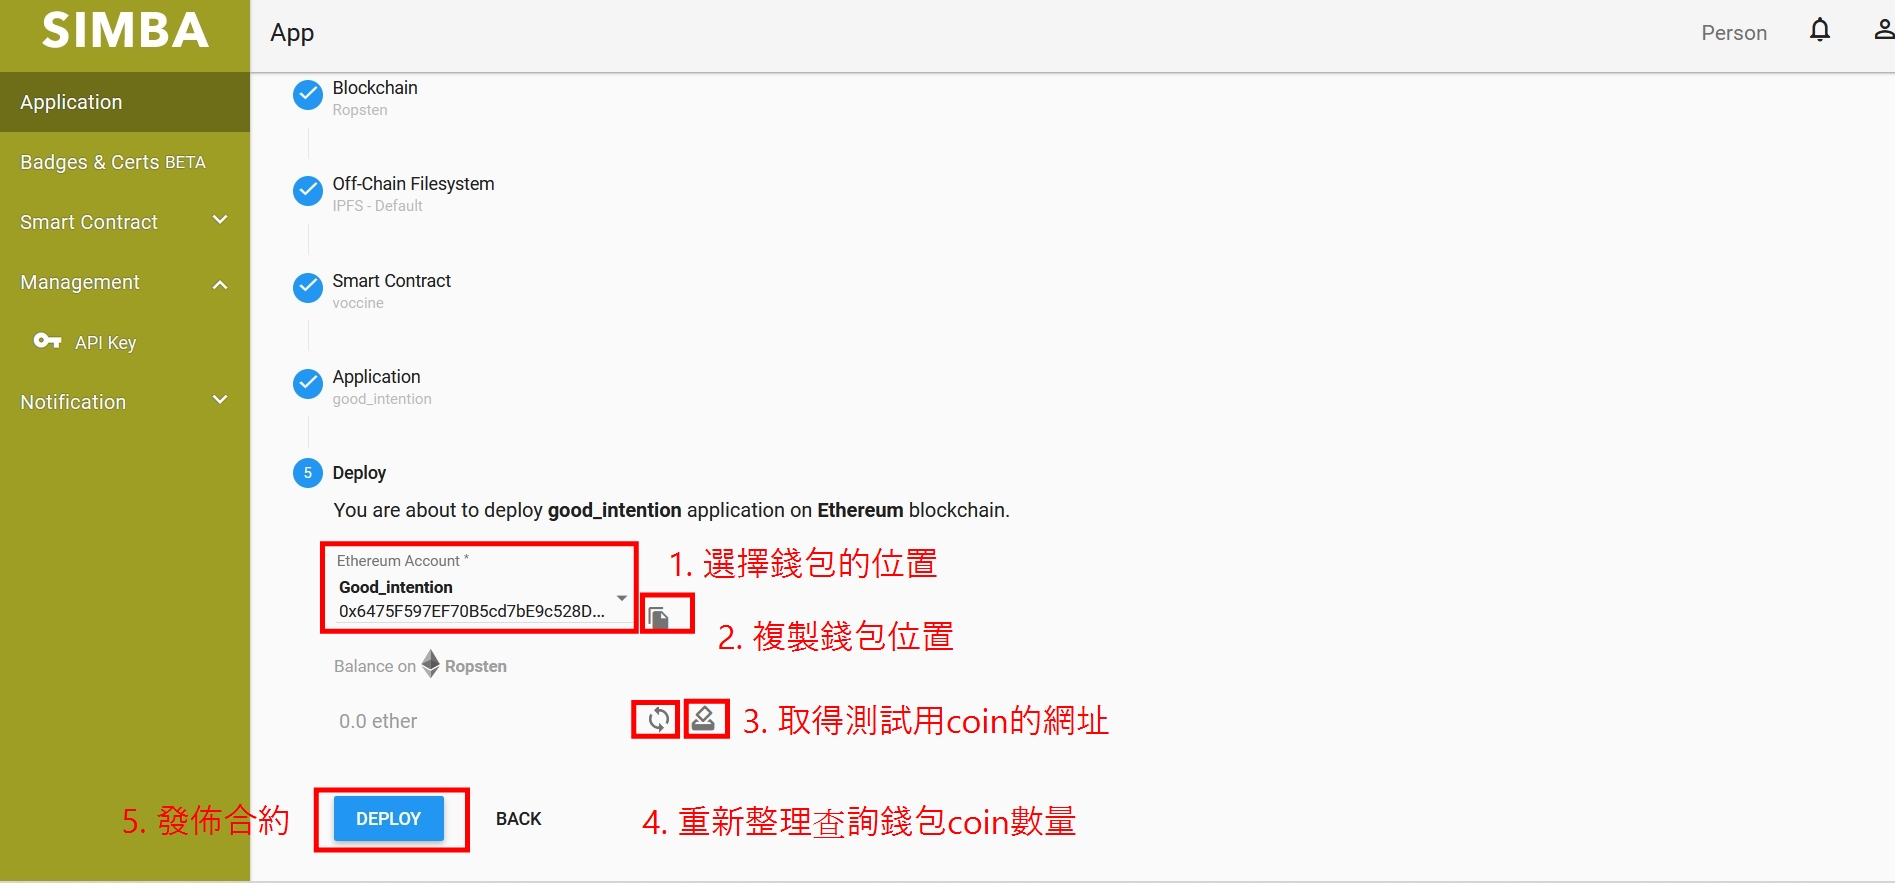 SIMBA
App
Person
Application
Badges & Certs BETA
Smart Contract
Management
API Key
Notification
Blockchain
Ropsten
Off-Chain Filesystem
IPFS - Default
Smart Contract
voccine
Application
good_intention
5 Deploy
You are about to deploy good_intention application on Ethereum blockchain.
Ethereum Account *
Good_intention
0x6475F597EF70B5cd7bE9c528D...
1. 選擇錢包的位置
2. 複製錢包位置
Balance on Ropsten
0.0 ether
3. 取得測試用coin的網址
5. 發佈合約
DEPLOY
BACK
4. 重新整理查詢錢包coin數量